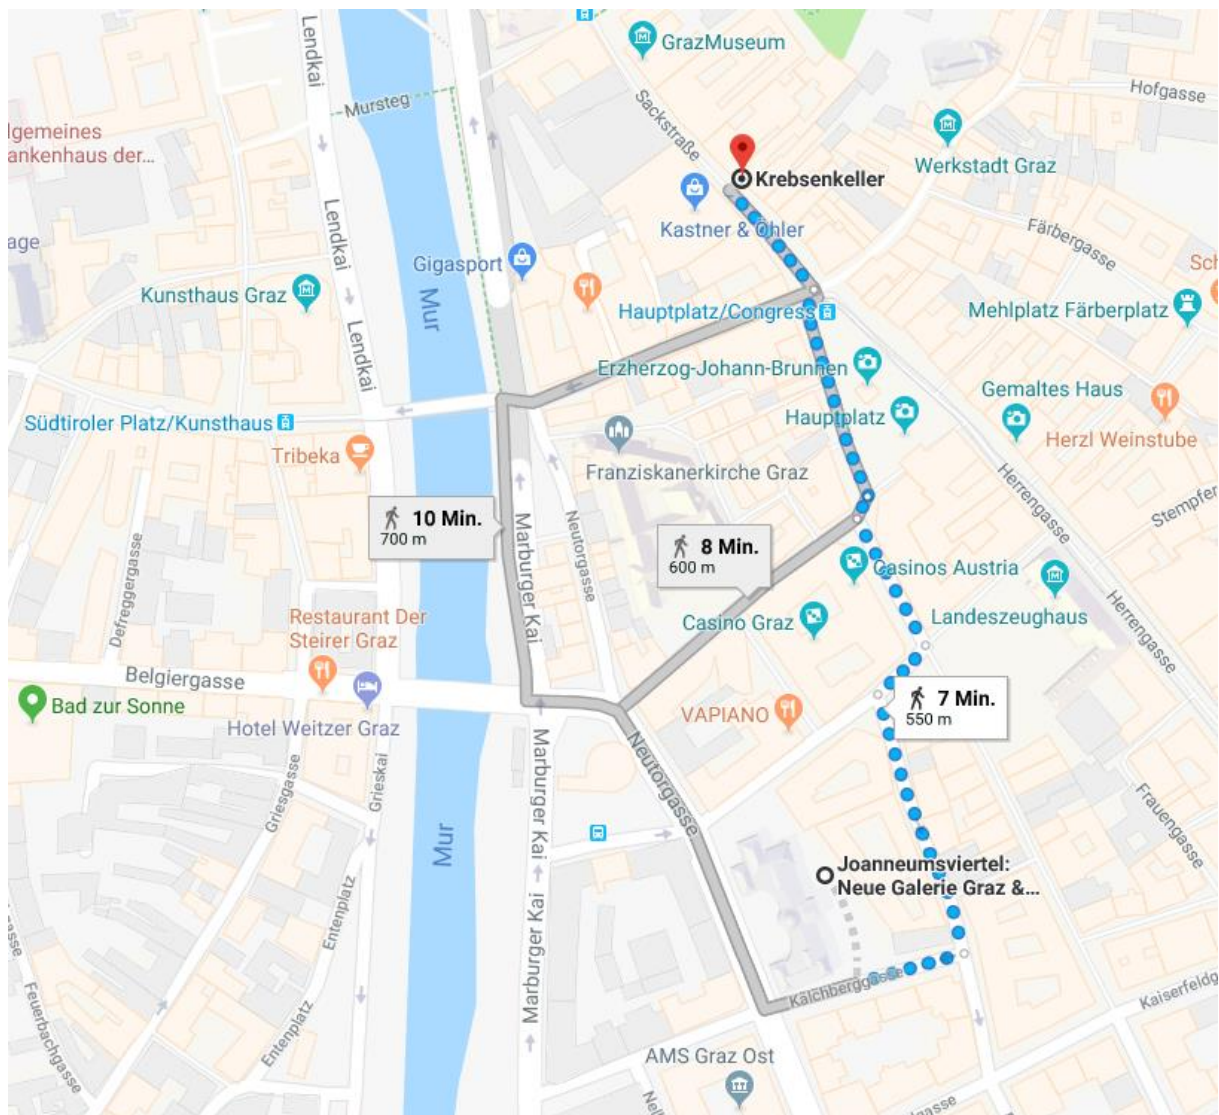 GrazMuseum
Lendkai
Mursteg
Hofgasse
lgemeines
ankenhaus der...
Sackstraße
Werkstadt Graz
Krebsenkeller
Lendkai
Kastner & Öhler
Färbergasse
age
Gigasport
Sch
Kunsthaus Graz
Mur
Hauptplatz/Congress
Mehlplatz Färberplatz
Lendkai
Erzherzog-Johann-Brunnen
Gemaltes Haus
Südtiroler Platz/Kunsthaus
Hauptplatz
Herzl Weinstube
Tribeka
Franziskanerkirche Graz
Herrengasse
Stempfer
10 Min.
700 m
Marburger Kai
Neutorgasse
8 Min.
600 m
Casinos Austria
Defreggergasse
Landeszeughaus
Herrengasse
Restaurant Der
Steirer Graz
Casino Graz
Belgiergasse
Bad zur Sonne
7 Min.
550 m
VAPIANO
Hotel Weitzer Graz
Neutorgasse
Marburger Kai
Griesgasse
Grieskai
Frauengasse
Mur
Joanneumsviertel:
Neue Galerie Graz &...
Entenplatz
Marburger Kai
gasse
Kalchberggasse
Kaiserfeldg
Feuerbachgasse
Entenplatz
AMS Graz Ost